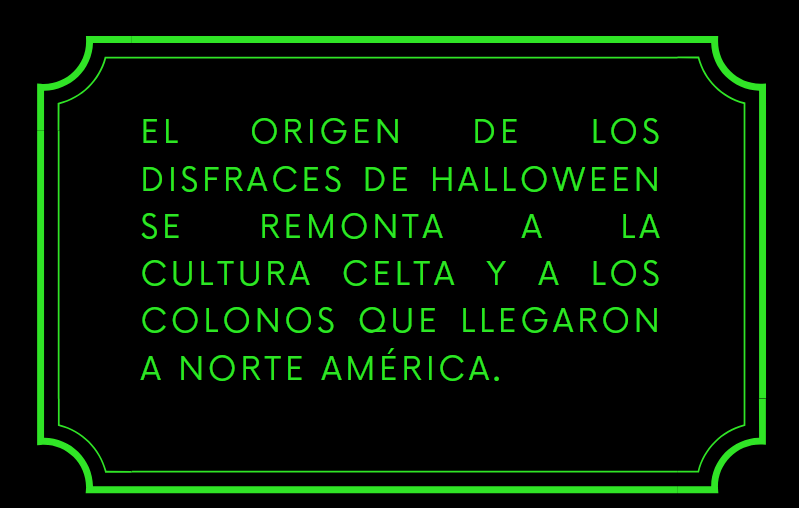 EL ORIGEN DE LOS
DISFRACES DE HALLOWEEN
SE REMONTA A LA
CULTURA CELTA Y A LOS
COLONOS QUE LLEGARON
A NORTE AMÉRICA.